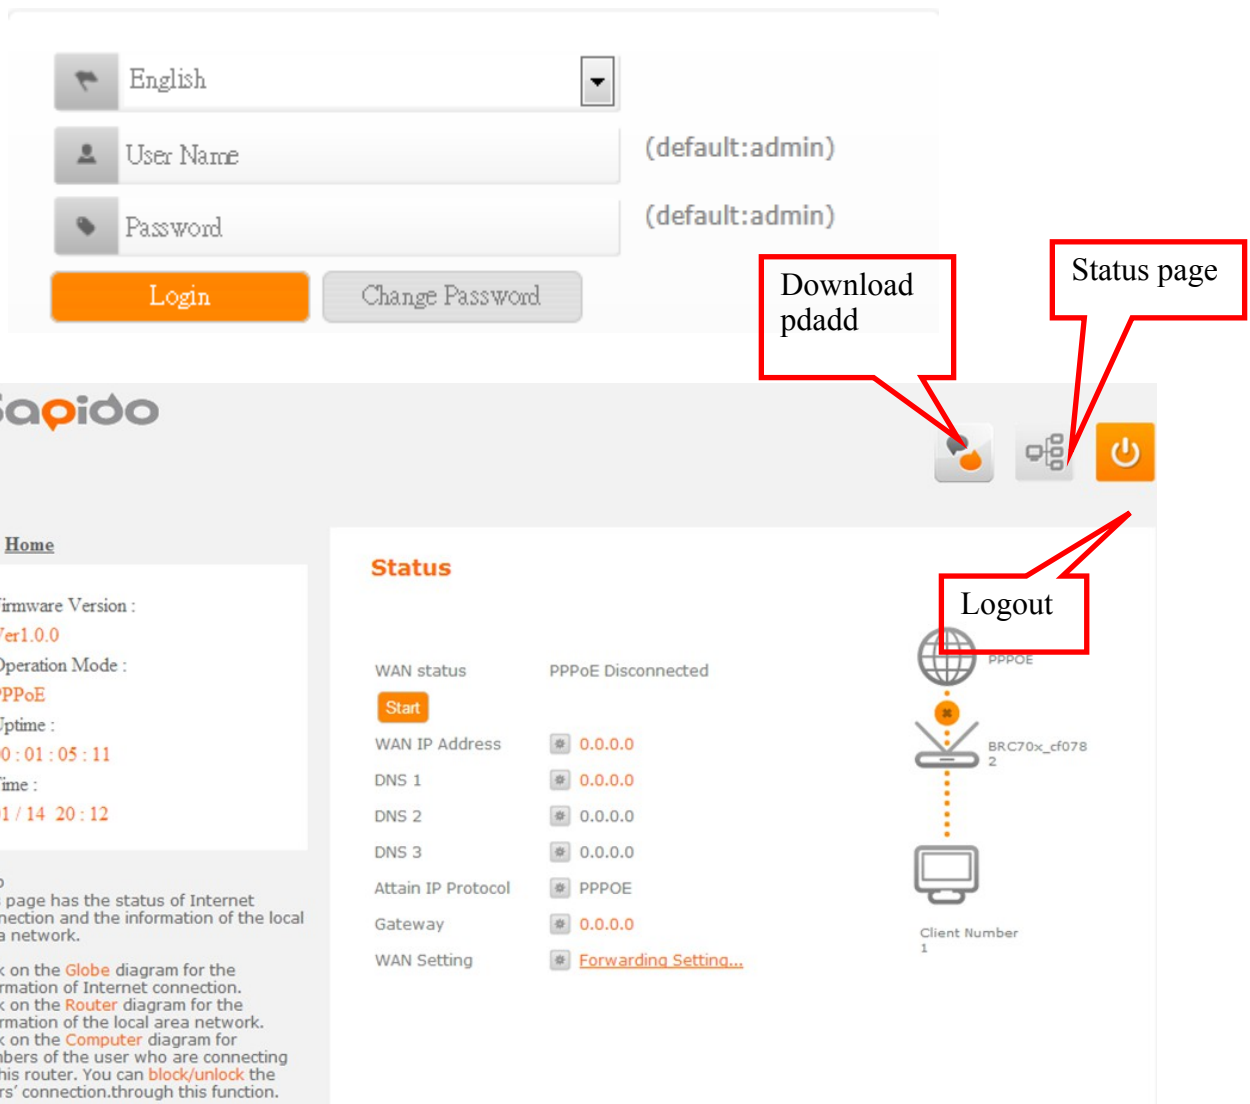 English
User Name
(default:admin)
Password
(default:admin)
Login
Change Password
Download
pdadd
Status page
Sapido
Home
Logout
Firmware Version :
Ver1.0.0
Operation Mode :
PPPoE
Uptime :
00 : 01 : 05 : 11
Time :
01 / 14 20 : 12
Status
WAN status PPPoE Disconnected
Start
WAN IP Address 0.0.0.0
DNS 1 0.0.0.0
DNS 2 0.0.0.0
DNS 3 0.0.0.0
Attain IP Protocol PPPOE
Gateway 0.0.0.0
WAN Setting Forwarding Setting...
PPPOE
BRC70x_cf078
2
Client Number
1
page has the status of Internet
and the information of the local
network.
on the Globe diagram for the
of Internet connection.
on the Router diagram for the
of the local area network.
on the Computer diagram for
of the user who are connecting
this router. You can block/unlock the
connection.through this function.